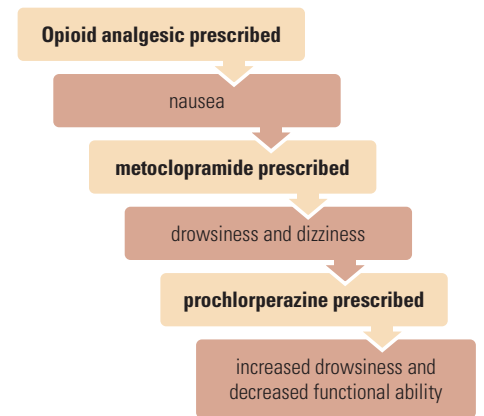 Opioid analgesic prescribed
nausea
metoclopramide prescribed
drowsiness and dizziness
prochlorperazine prescribed
increased drowsiness and
decreased functional ability